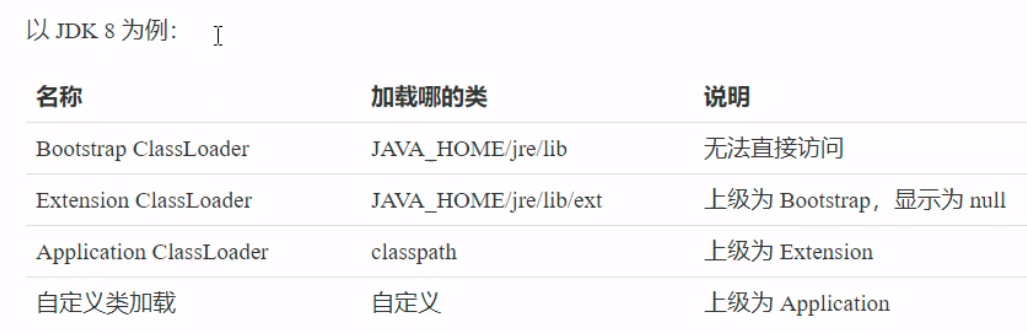 以 JDK 8 为例：
名称 加载哪的类 说明
Bootstrap ClassLoader JAVA_HOME/jre/lib 无法直接访问
Extension ClassLoader JAVA_HOME/jre/lib/ext 上级为 Bootstrap，显示为 null
Application ClassLoader classpath 上级为 Extension
自定义类加载 自定义 上级为 Application